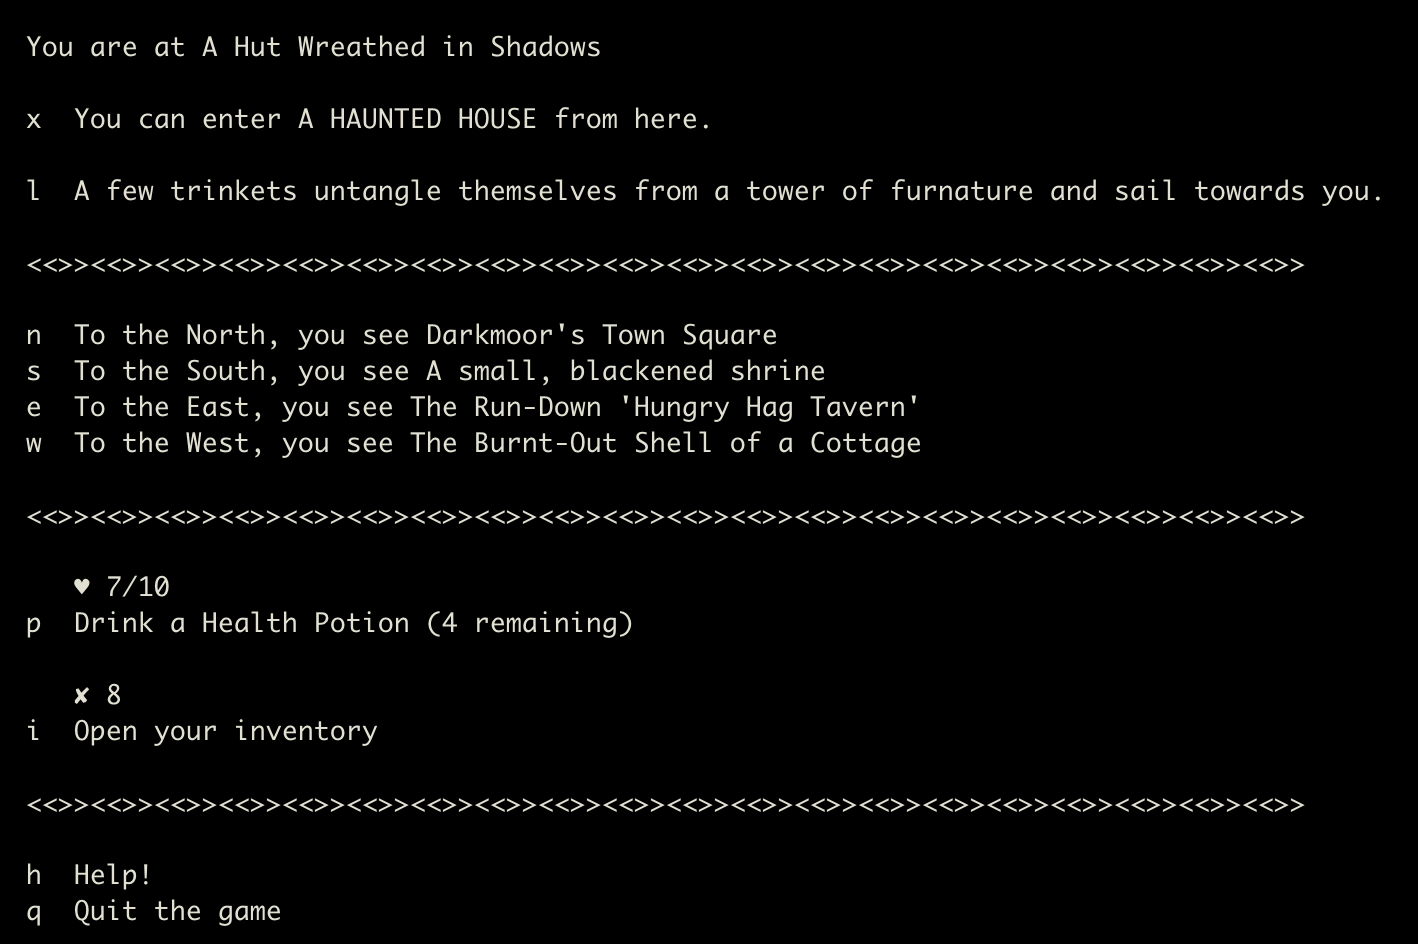 You are at A Hut Wreathed in Shadows
x  You can enter A HAUNTED HOUSE from here.
l  A few trinkets untangle themselves from a tower of furnature and sail towards you.
<<>><<>><<>><<>><<>><<>><<>><<>><<>><<>><<>><<>><<>><<>><<>><<>><<>><<>><<>><<>>
n  To the North, you see Darkmoor's Town Square
s  To the South, you see A small, blackened shrine
e  To the East, you see The Run-Down 'Hungry Hag Tavern'
w  To the West, you see The Burnt-Out Shell of a Cottage
<<>><<>><<>><<>><<>><<>><<>><<>><<>><<>><<>><<>><<>><<>><<>><<>><<>><<>><<>><<>>
♥ 7/10
p  Drink a Health Potion (4 remaining)
✘ 8
i  Open your inventory
<<>><<>><<>><<>><<>><<>><<>><<>><<>><<>><<>><<>><<>><<>><<>><<>><<>><<>><<>><<>>
h  Help!
q  Quit the game